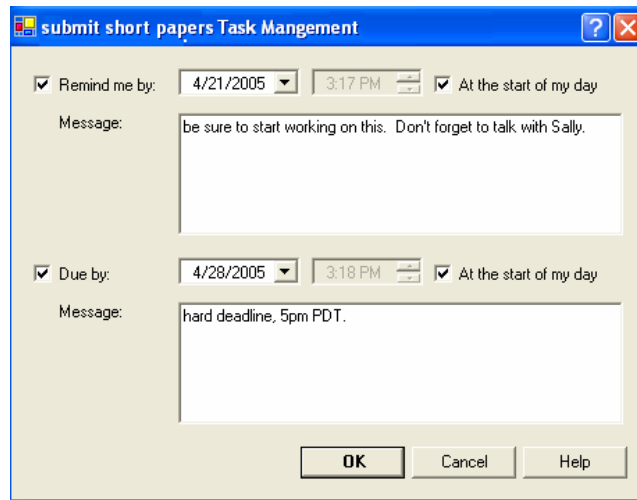 submit short papers Task Mangement
Remind me by: 4/21/2005 3:17 PM At the start of my day
Message: be sure to start working on this. Don't forget to talk with Sally.
Due by: 4/28/2005 3:18 PM At the start of my day
Message: hard deadline, 5pm PDT.
OK Cancel Help